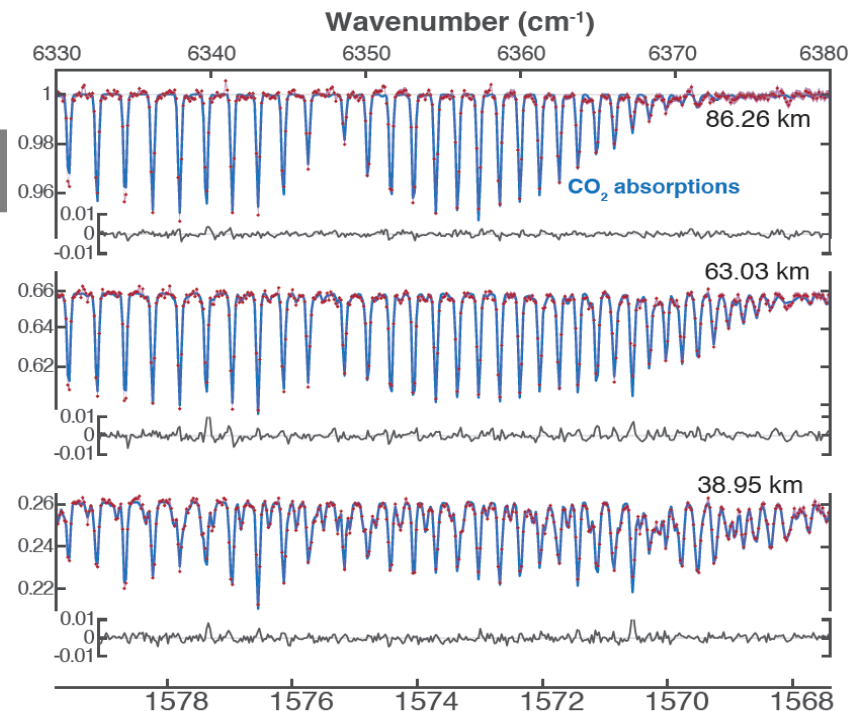 Wavenumber (cm-1)
6330 6340 6350 6360 6370 6380
1
86.26 km
0.98
CO2 absorptions
0.96
0.01
0
-0.01
63.03 km
0.66
0.64
0.62
0.01
0
-0.01
38.95 km
0.26
0.24
0.22
0.01
0
-0.01
1578 1576 1574 1572 1570 1568